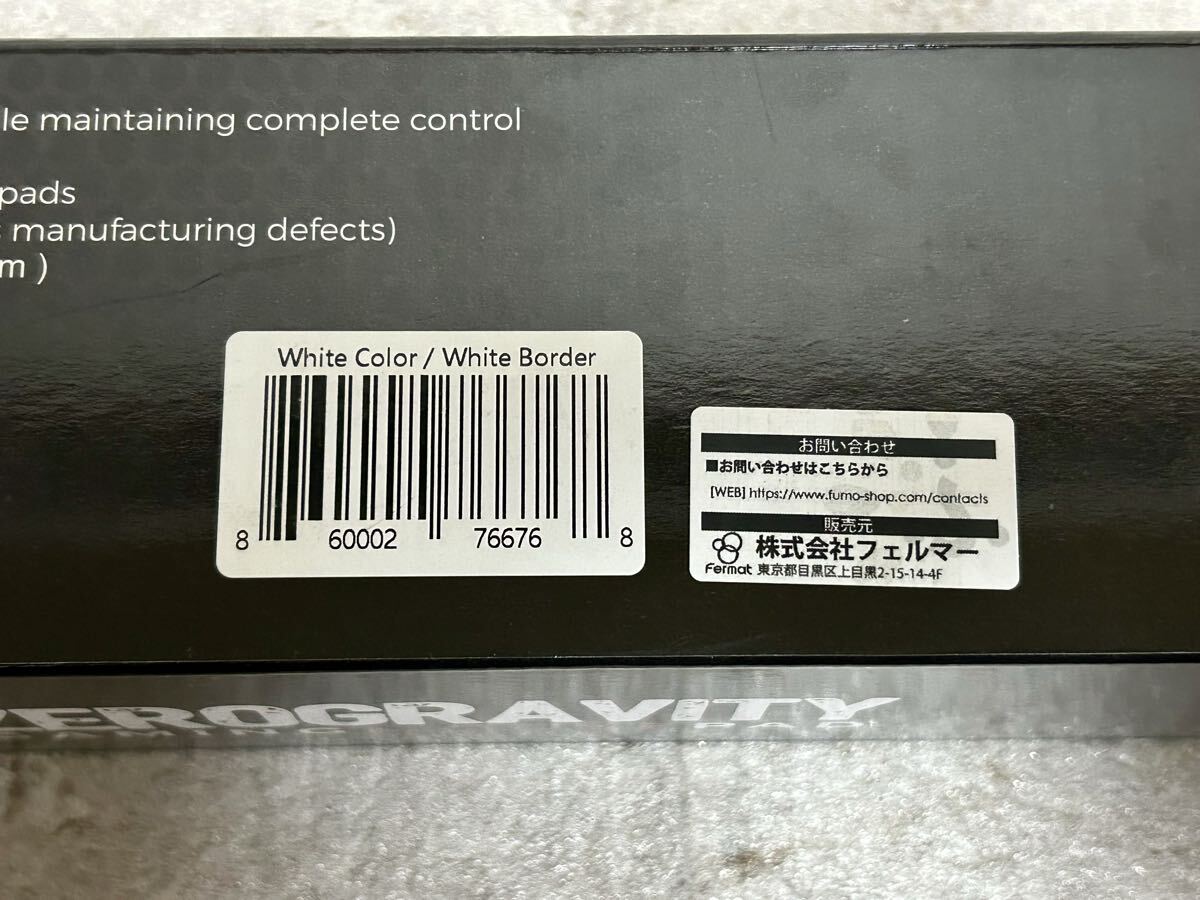 le maintaining complete control
pads
s manufacturing defects)
m )
White Color / White Border
8 60002 76676 8
お問い合わせ
■お問い合わせはこちらから
[WEB] https://www.fumo-shop.com/contacts
販売元
株式会社フェルマー
Fermat 東京都目黒区上目黒2-15-14-4F
ZEROGRAVITY